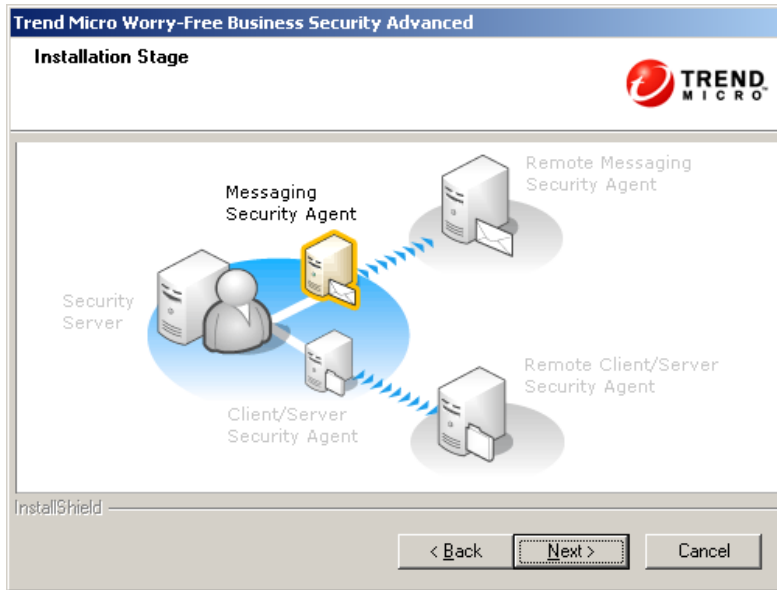 Trend Micro Worry-Free Business Security Advanced
Installation Stage
TREND
MICRO
Remote Messaging
Security Agent
Messaging
Security Agent
Security
Server
Remote Client/Server
Security Agent
Client/Server
Security Agent
InstallShield
< Back
Next >
Cancel